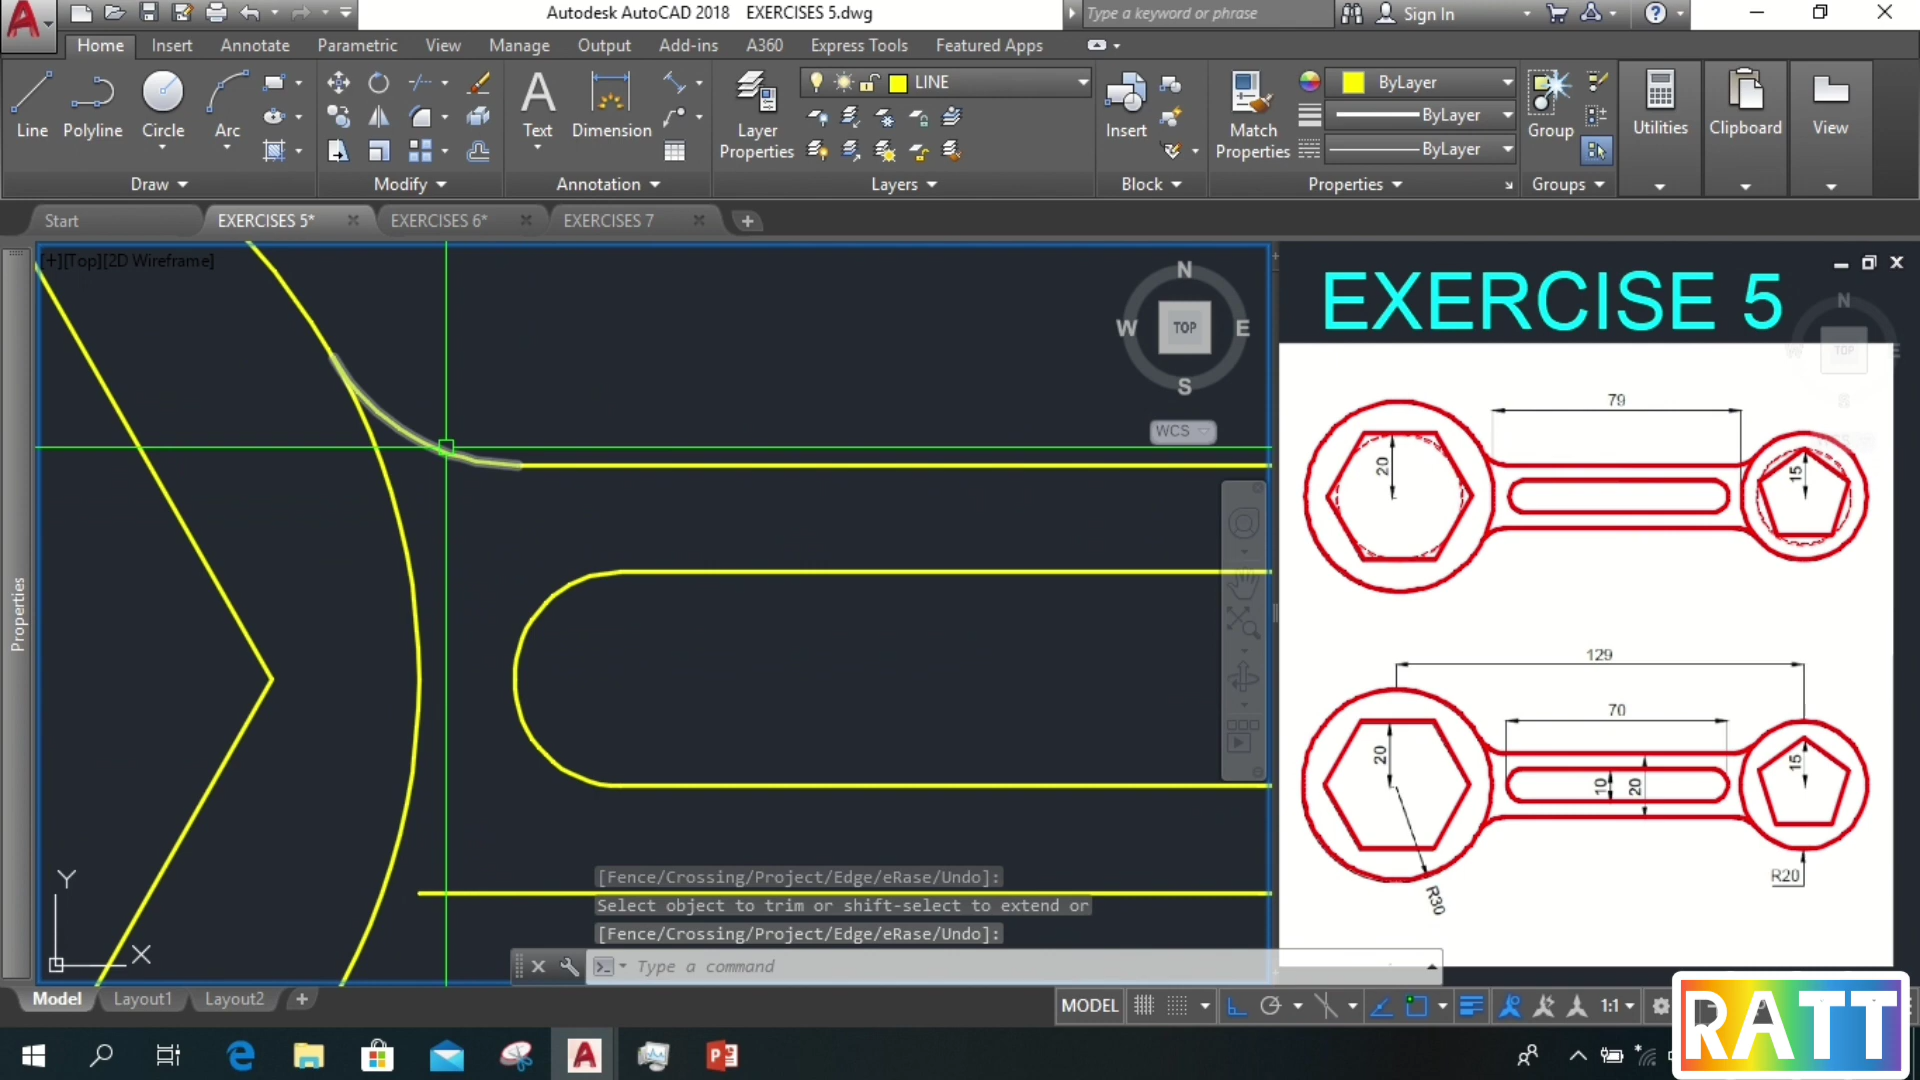 Autodesk AutoCAD 2018 EXERCISES 5.dwg
Type a keyword or phrase
Sign In
Home Insert Annotate Parametric View Manage Output Add-ins A360 Express Tools Featured Apps
LINE
ByLayer
ByLayer
ByLayer
Line Polyline Circle Arc
Text Dimension
Layer Properties
Insert
Match Properties
Group
Utilities
Clipboard
View
Draw Modify Annotation Layers Block Properties Groups
Start EXERCISES 5* EXERCISES 6* EXERCISES 7
[+][Top][2D Wireframe]
N
W TOP E
S
WCS
Properties
EXERCISE 5
N
TOP
79
20
15
129
70
20
10
20
15
R30
R20
Y
X
[Fence/Crossing/Project/Edge/eRase/Undo]:
Select object to trim or shift-select to extend or
[Fence/Crossing/Project/Edge/eRase/Undo]:
Type a command
Model Layout1 Layout2
MODEL
1:1
RATT